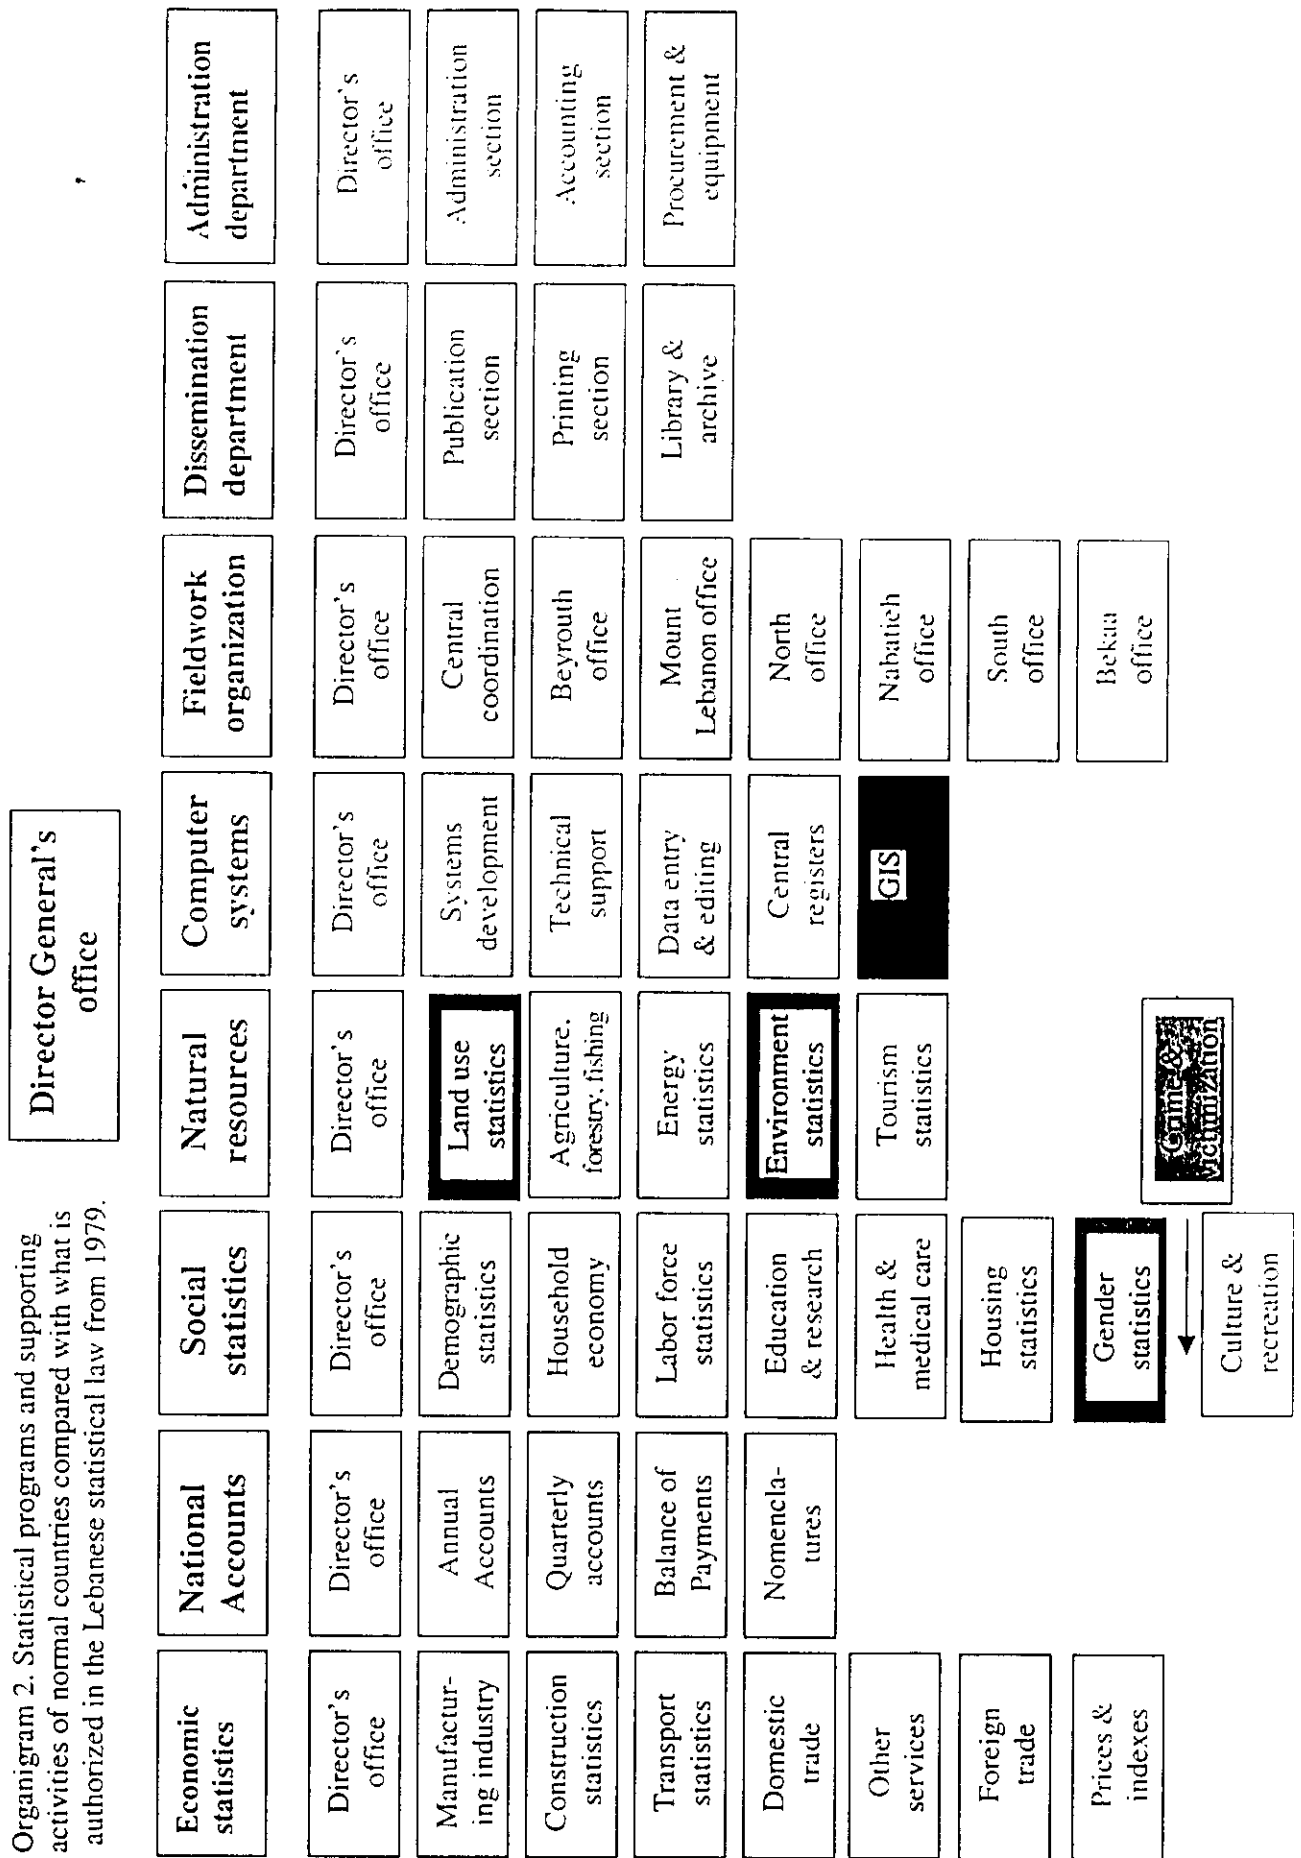 Organigram 2. Statistical programs and supporting
activities of normal countries compared with what is
authorized in the Lebanese statistical law from 1979.
Director General's
office
Economic
statistics
Director's
office
Manufactur-
ing industry
Construction
statistics
Transport
statistics
Domestic
trade
Other
services
Foreign
trade
Prices &
indexes
National
Accounts
Director's
office
Annual
Accounts
Quarterly
accounts
Balance of
Payments
Nomencla-
tures
Social
statistics
Director's
office
Demographic
statistics
Household
economy
Labor force
statistics
Education
& research
Health &
medical care
Housing
statistics
Gender
statistics
Culture &
recreation
Crime &
victimization
Natural
resources
Director's
office
Land use
statistics
Agriculture,
forestry, fishing
Energy
statistics
Environment
statistics
Tourism
statistics
Computer
systems
Director's
office
Systems
development
Technical
support
Data entry
& editing
Central
registers
GIS
Fieldwork
organization
Director's
office
Central
coordination
Beyrouth
office
Mount
Lebanon office
North
office
Nabatieh
office
South
office
Bekaa
office
Dissemination
department
Director's
office
Publication
section
Printing
section
Library &
archive
Administration
department
Director's
office
Administration
section
Accounting
section
Procurement &
equipment